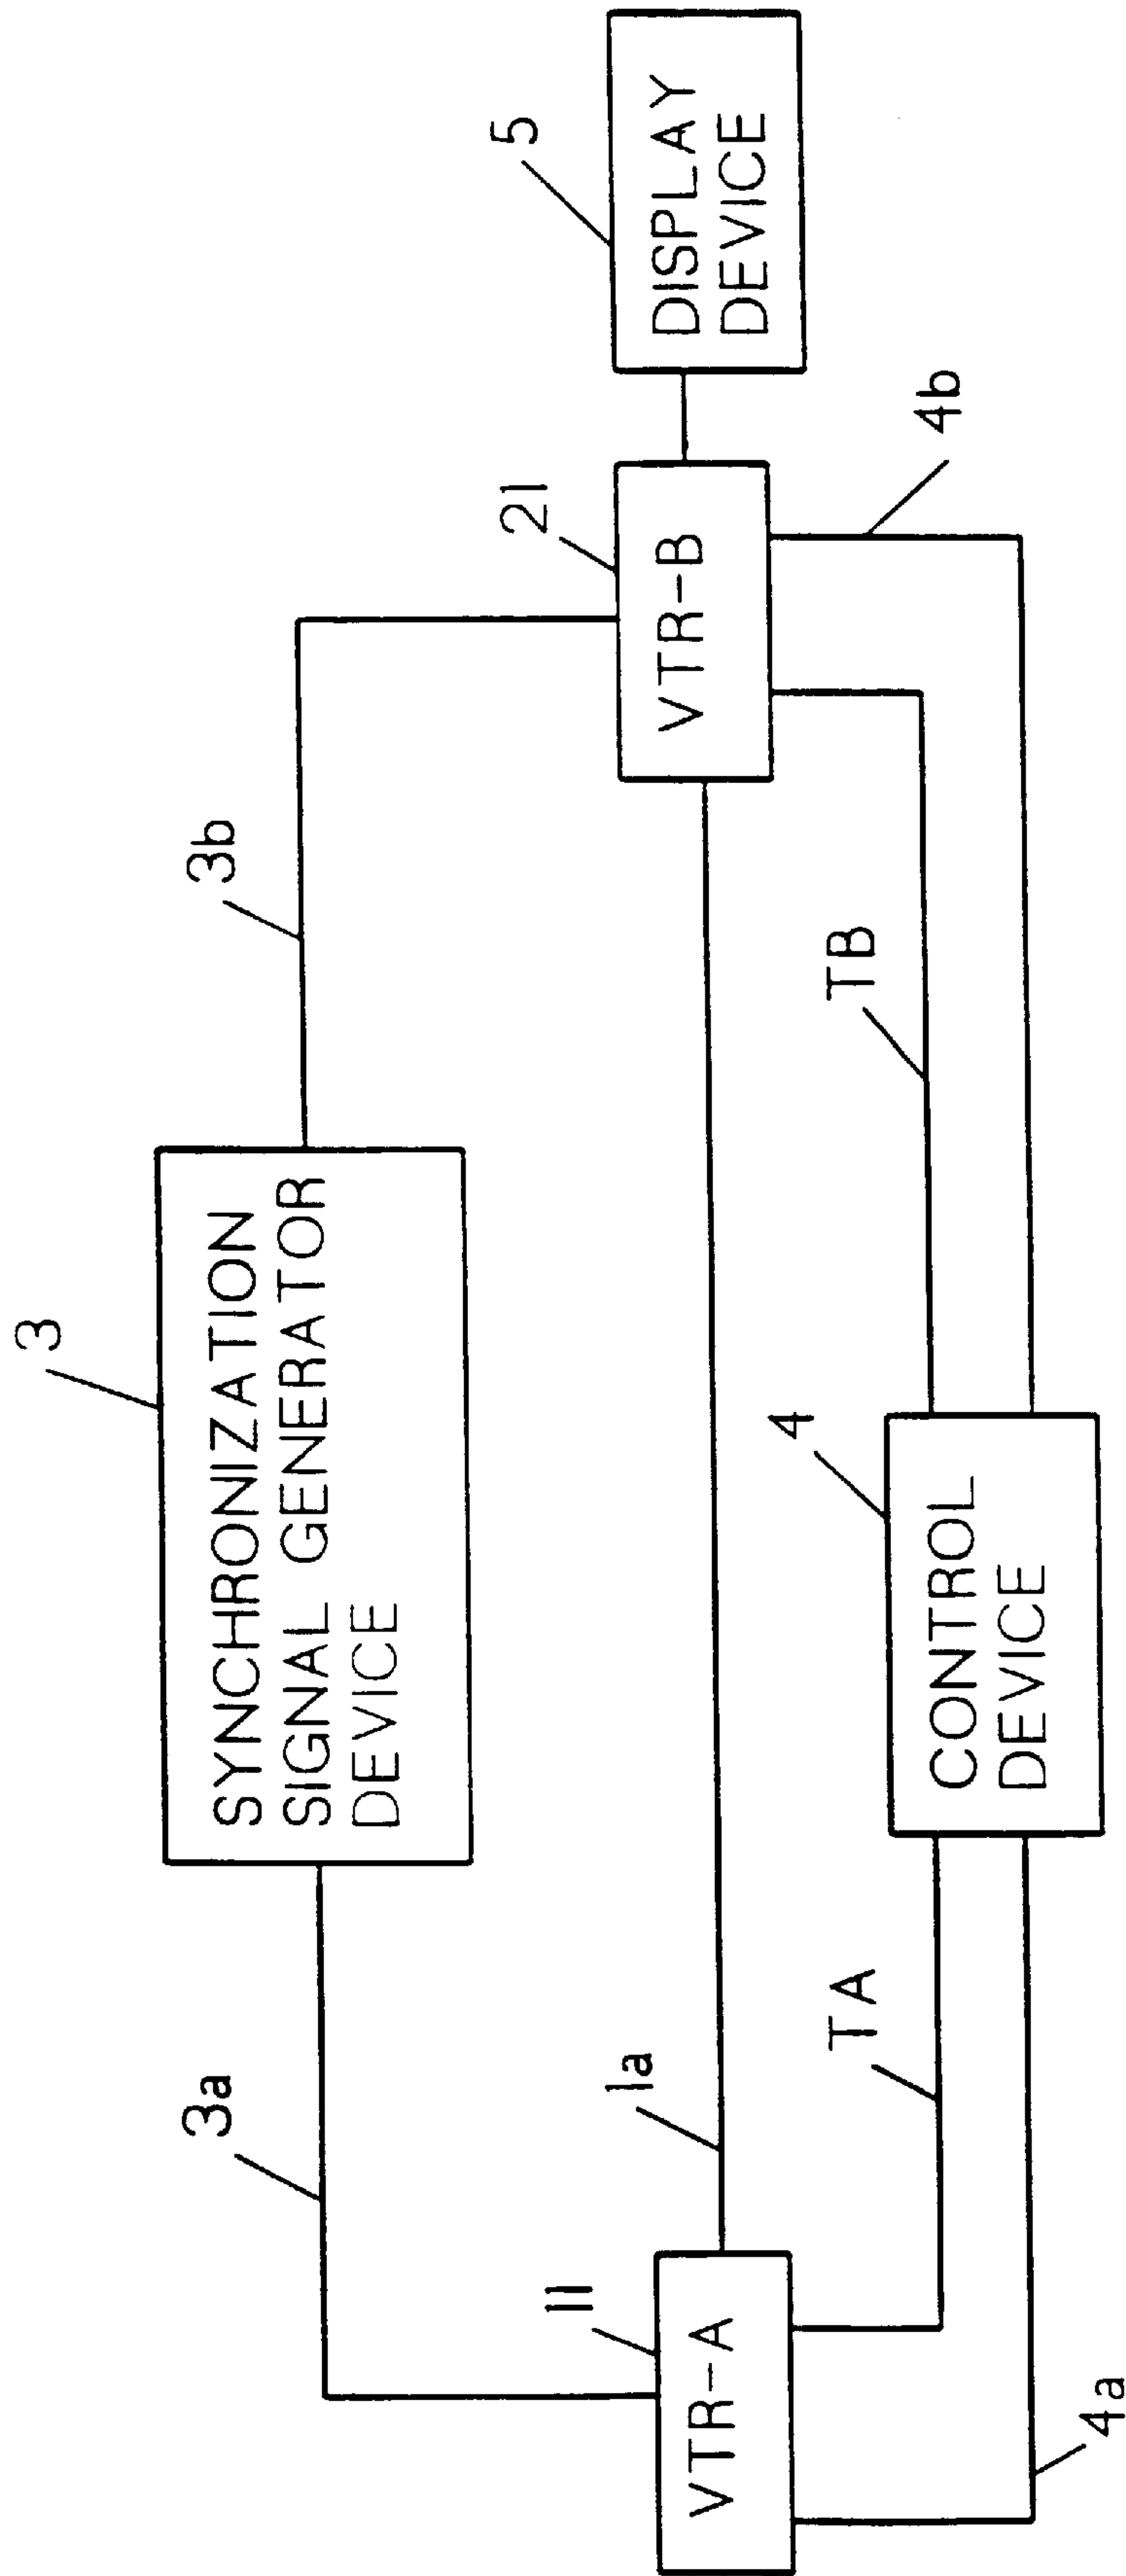 3
SYNCHRONIZATION
SIGNAL GENERATOR
DEVICE
3a
3b
11
VTR-A
1a
21
VTR-B
5
DISPLAY
DEVICE
TA
TB
4
CONTROL
DEVICE
4a
4b